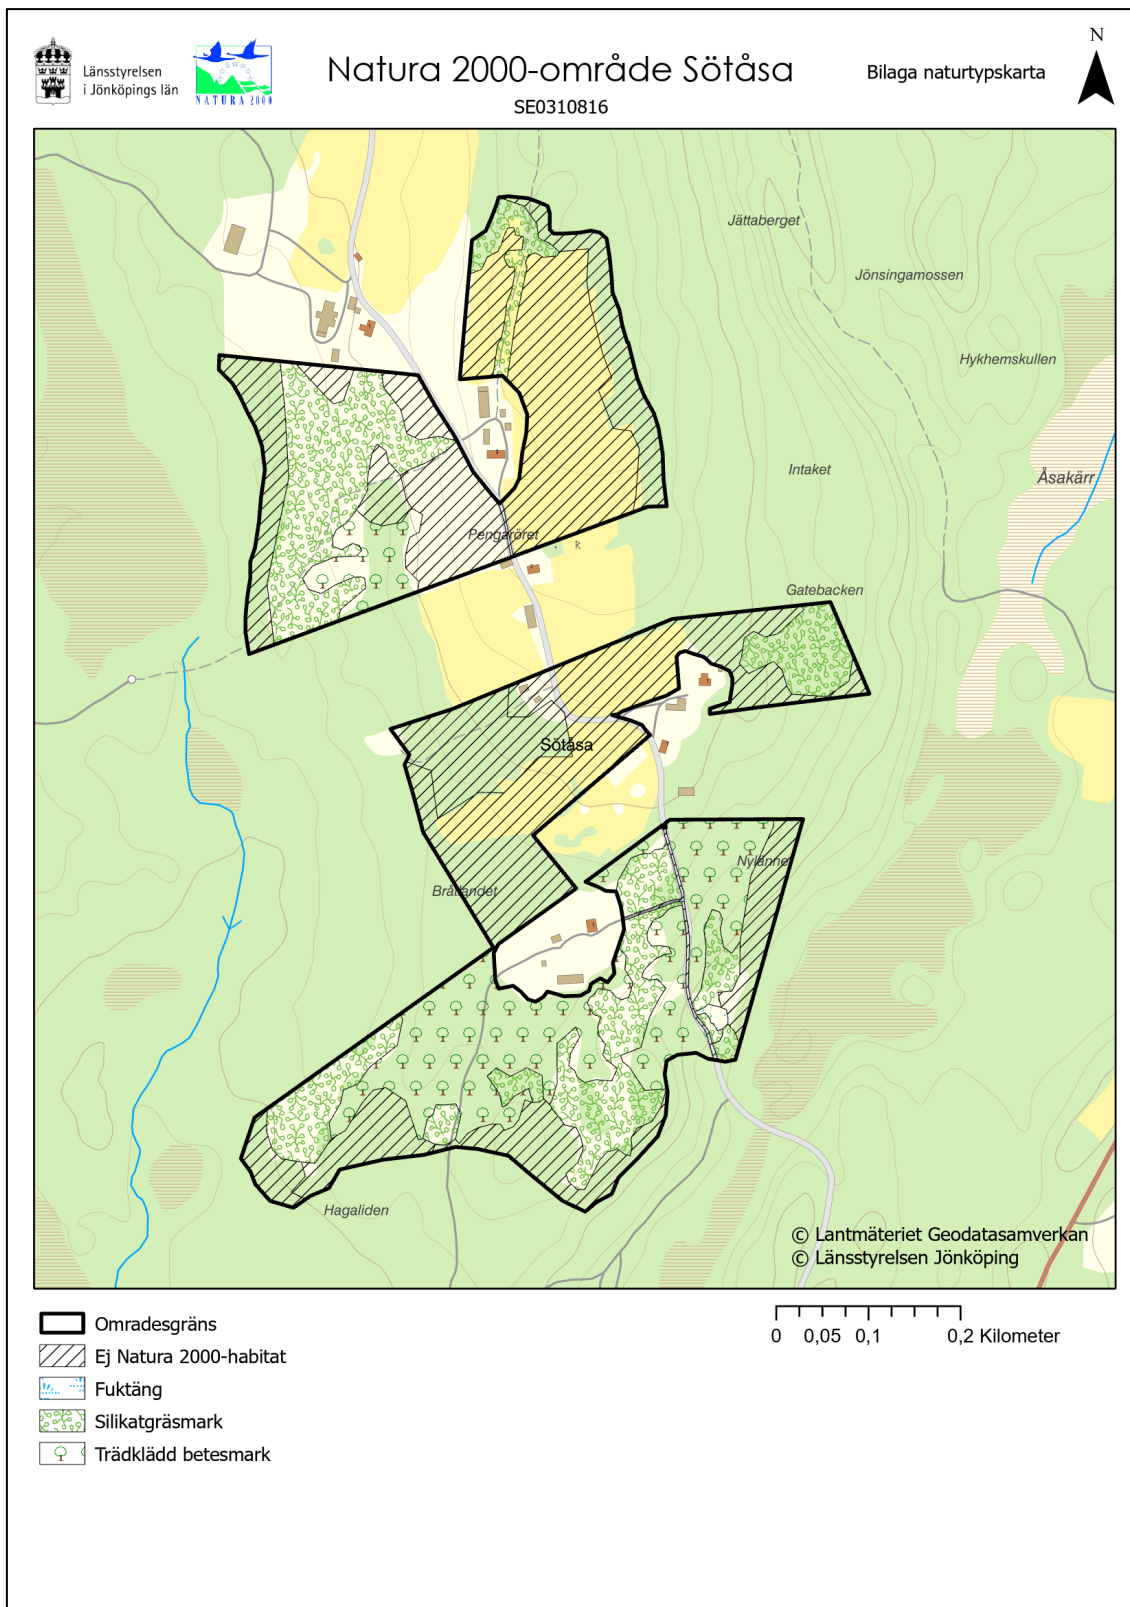 Länsstyrelsen
i Jönköpings län
NATURA 2000
Natura 2000-område Sötåsa
SE0310816
Bilaga naturtypskarta
N
Jättaberget
Jönsingamossen
Hykhemskullen
Intaket
Åsakärr
Pengaröret
R
Gatebacken
Sötåsa
Nylännet
Bråtlandet
Hagaliden
© Lantmäteriet Geodatasamverkan
© Länsstyrelsen Jönköping
Omradesgräns
Ej Natura 2000-habitat
Fuktäng
Silikatgräsmark
Trädklädd betesmark
0 0,05 0,1 0,2 Kilometer